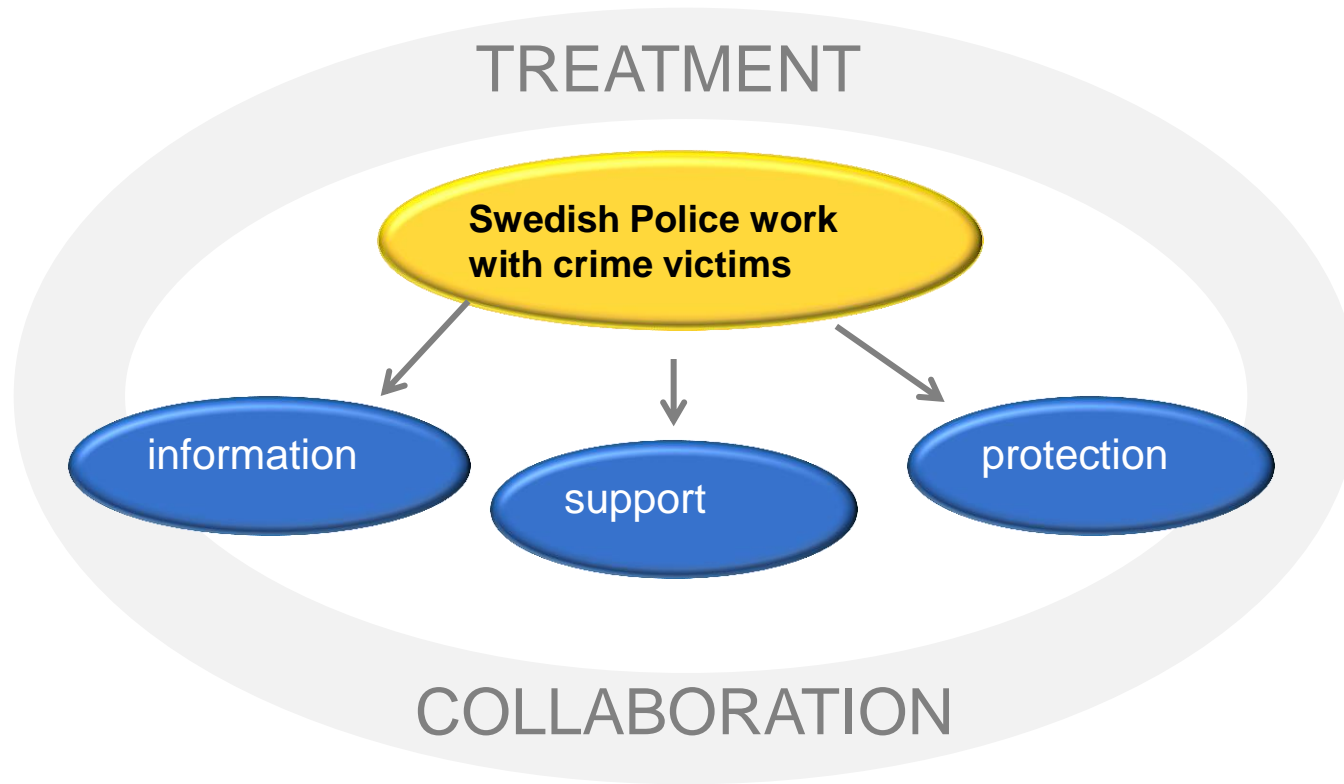 TREATMENT
Swedish Police work
with crime victims
information
support
protection
COLLABORATION